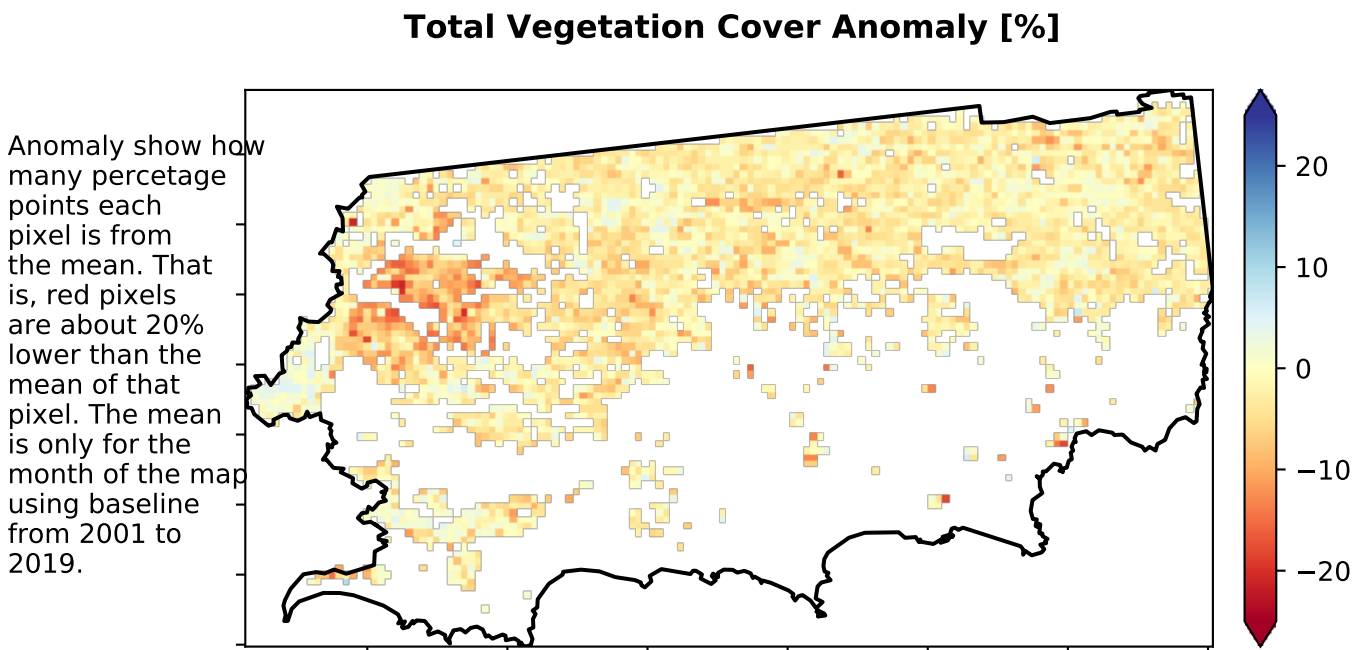 Total Vegetation Cover Anomaly [%]
Anomaly show how
many percetage
points each
pixel is from
the mean. That
is, red pixels
are about 20%
lower than the
mean of that
pixel. The mean
is only for the
month of the map
using baseline
from 2001 to
2019.
20
10
0
−10
−20